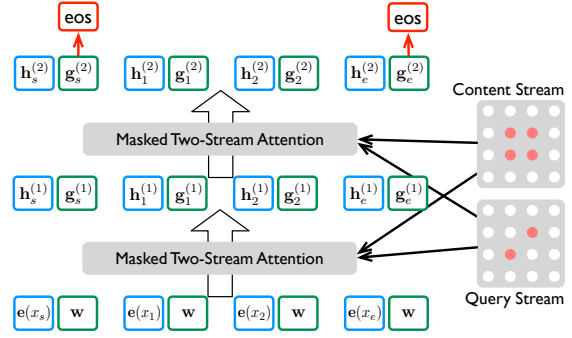 eos eos
h_s^{(2)} g_s^{(2)} h_1^{(2)} g_1^{(2)} h_2^{(2)} g_2^{(2)} h_e^{(2)} g_e^{(2)}
Content Stream
Masked Two-Stream Attention
h_s^{(1)} g_s^{(1)} h_1^{(1)} g_1^{(1)} h_2^{(1)} g_2^{(1)} h_e^{(1)} g_e^{(1)}
Masked Two-Stream Attention
Query Stream
e(x_s) w e(x_1) w e(x_2) w e(x_e) w